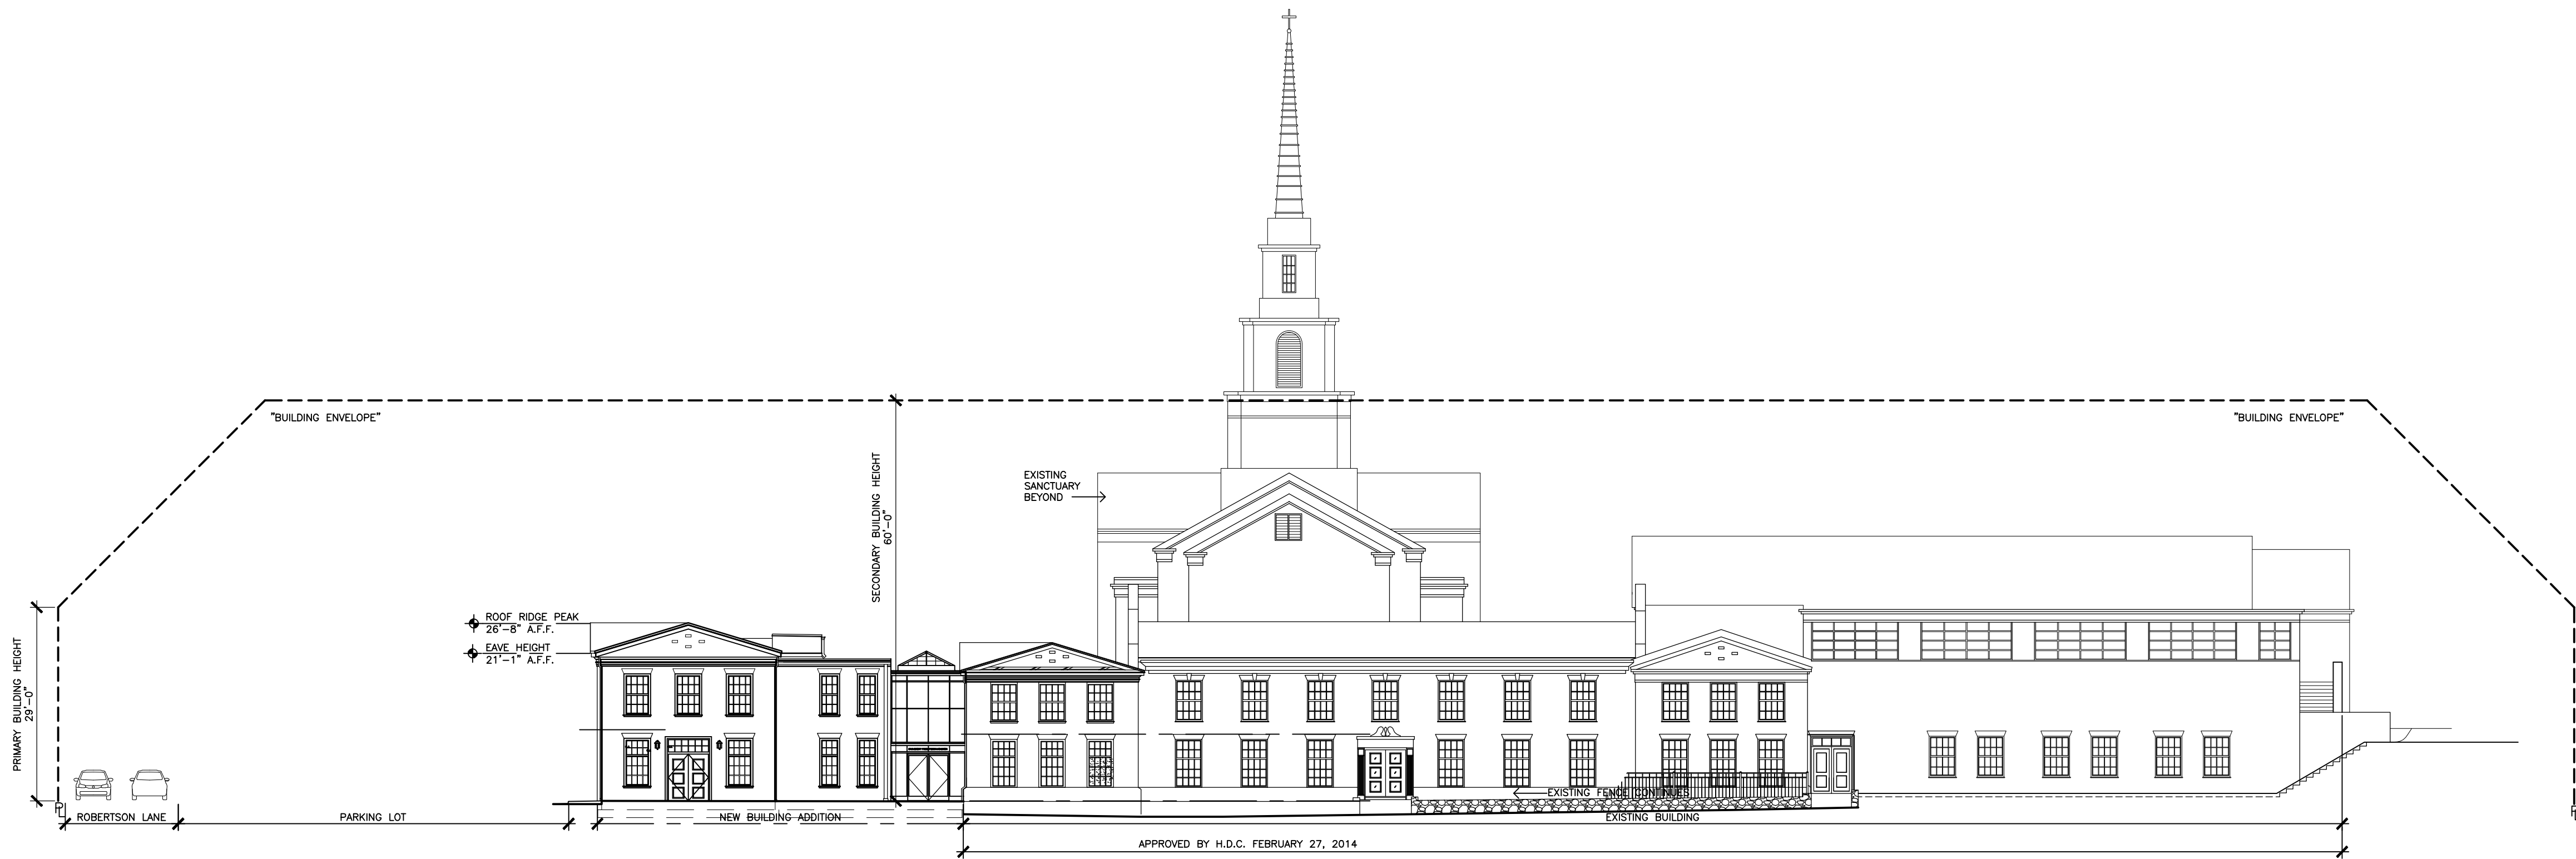 "BUILDING ENVELOPE"
"BUILDING ENVELOPE"
SECONDARY BUILDING HEIGHT
60'-0"
EXISTING
SANCTUARY
BEYOND
PRIMARY BUILDING HEIGHT
29'-0"
ROOF RIDGE PEAK
26'-8" A.F.F.
EAVE HEIGHT
21'-1" A.F.F.
EXISTING FENCE CONTINUES
ROBERTSON LANE
PARKING LOT
NEW BUILDING ADDITION
EXISTING BUILDING
APPROVED BY H.D.C. FEBRUARY 27, 2014